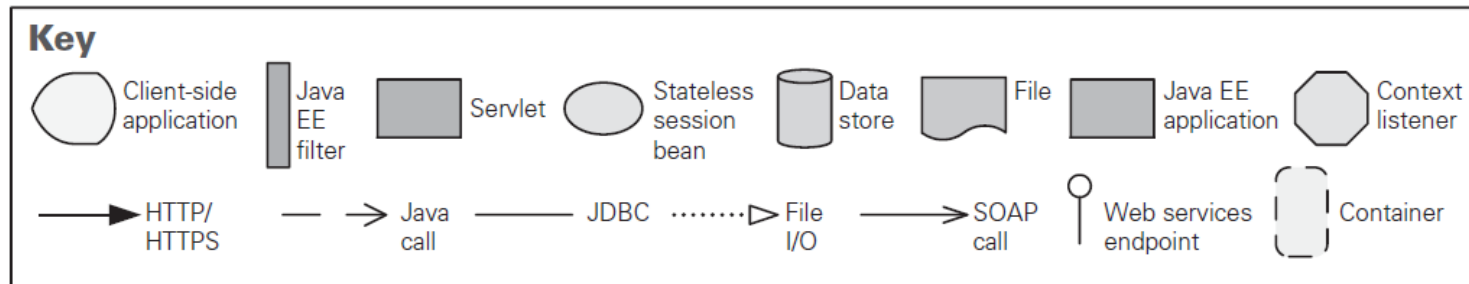 Key
Client-side
application
Java
EE
filter
Servlet
Stateless
session
bean
Data
store
File
Java EE
application
Context
listener
HTTP/
HTTPS
Java
call
JDBC
File
I/O
SOAP
call
Web services
endpoint
Container